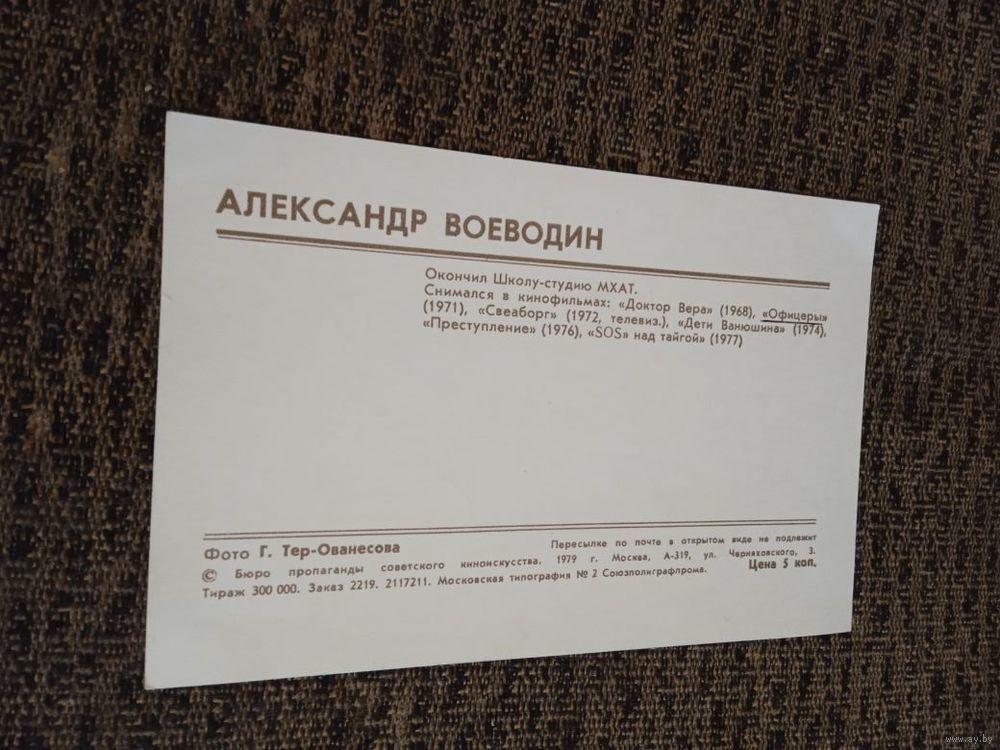 АЛЕКСАНДР ВОЕВОДИН
Окончил Школу-студию МХАТ.
Снимался в кинофильмах: «Доктор Вера» (1968), «Офицеры»
(1971), «Свеаборг» (1972, телевиз.), «Дети Ванюшина» (1974),
«Преступление» (1976), «SOS» над тайгой» (1977)
Фото Г. Тер-Ованесова
Пересылке по почте в открытом виде не подлежит
© Бюро пропаганды советского киноискусства. 1979 г. Москва, А-319, ул. Черняховского, 3.
Тираж 300 000. Заказ 2219. 2117211. Московская типография № 2 Союзполиграфпрома. Цена 5 коп.
www.ay.by